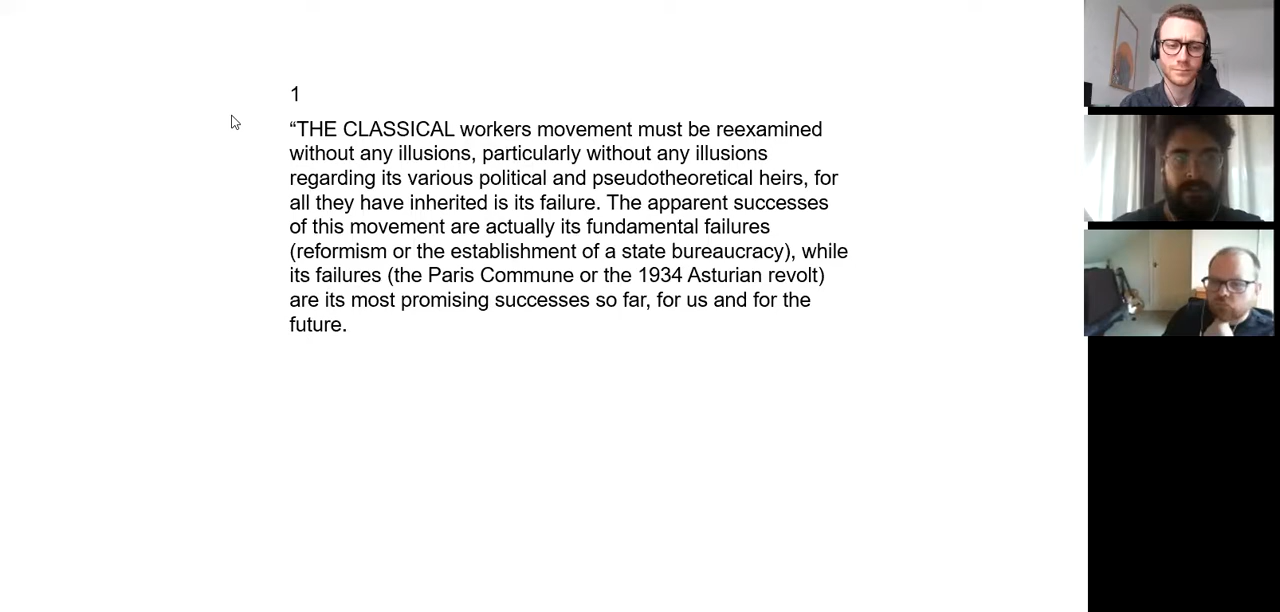 1
“THE CLASSICAL workers movement must be reexamined
without any illusions, particularly without any illusions
regarding its various political and pseudotheoretical heirs, for
all they have inherited is its failure. The apparent successes
of this movement are actually its fundamental failures
(reformism or the establishment of a state bureaucracy), while
its failures (the Paris Commune or the 1934 Asturian revolt)
are its most promising successes so far, for us and for the
future.